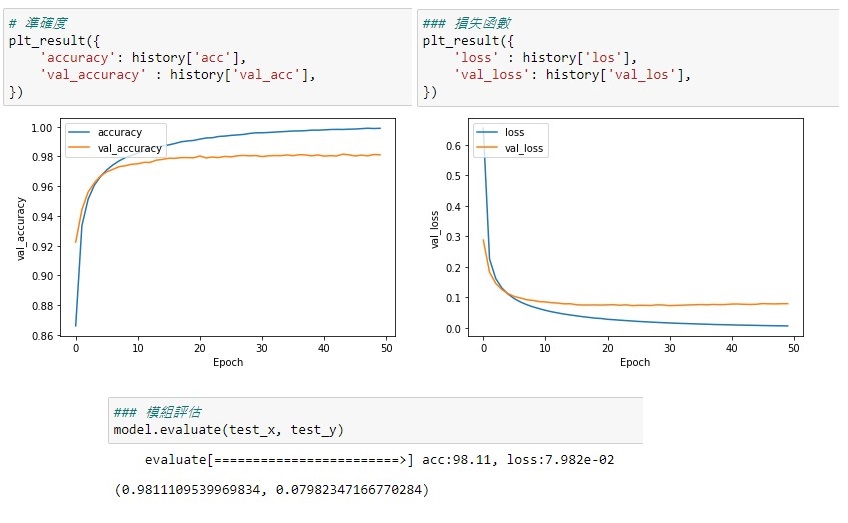 # 準確度
plt_result({
    'accuracy': history['acc'],
    'val_accuracy' : history['val_acc'],
})
1.00
0.98
0.96
0.94
0.92
0.90
0.88
0.86
val_accuracy
accuracy
val_accuracy
0 10 20 30 40 50
Epoch
### 損失函數
plt_result({
    'loss' : history['los'],
    'val_loss': history['val_los'],
})
0.6
0.5
0.4
0.3
0.2
0.1
0.0
val_loss
loss
val_loss
0 10 20 30 40 50
Epoch
### 模組評估
model.evaluate(test_x, test_y)
evaluate[========================>] acc:98.11, loss:7.982e-02
(0.9811109539969834, 0.07982347166770284)